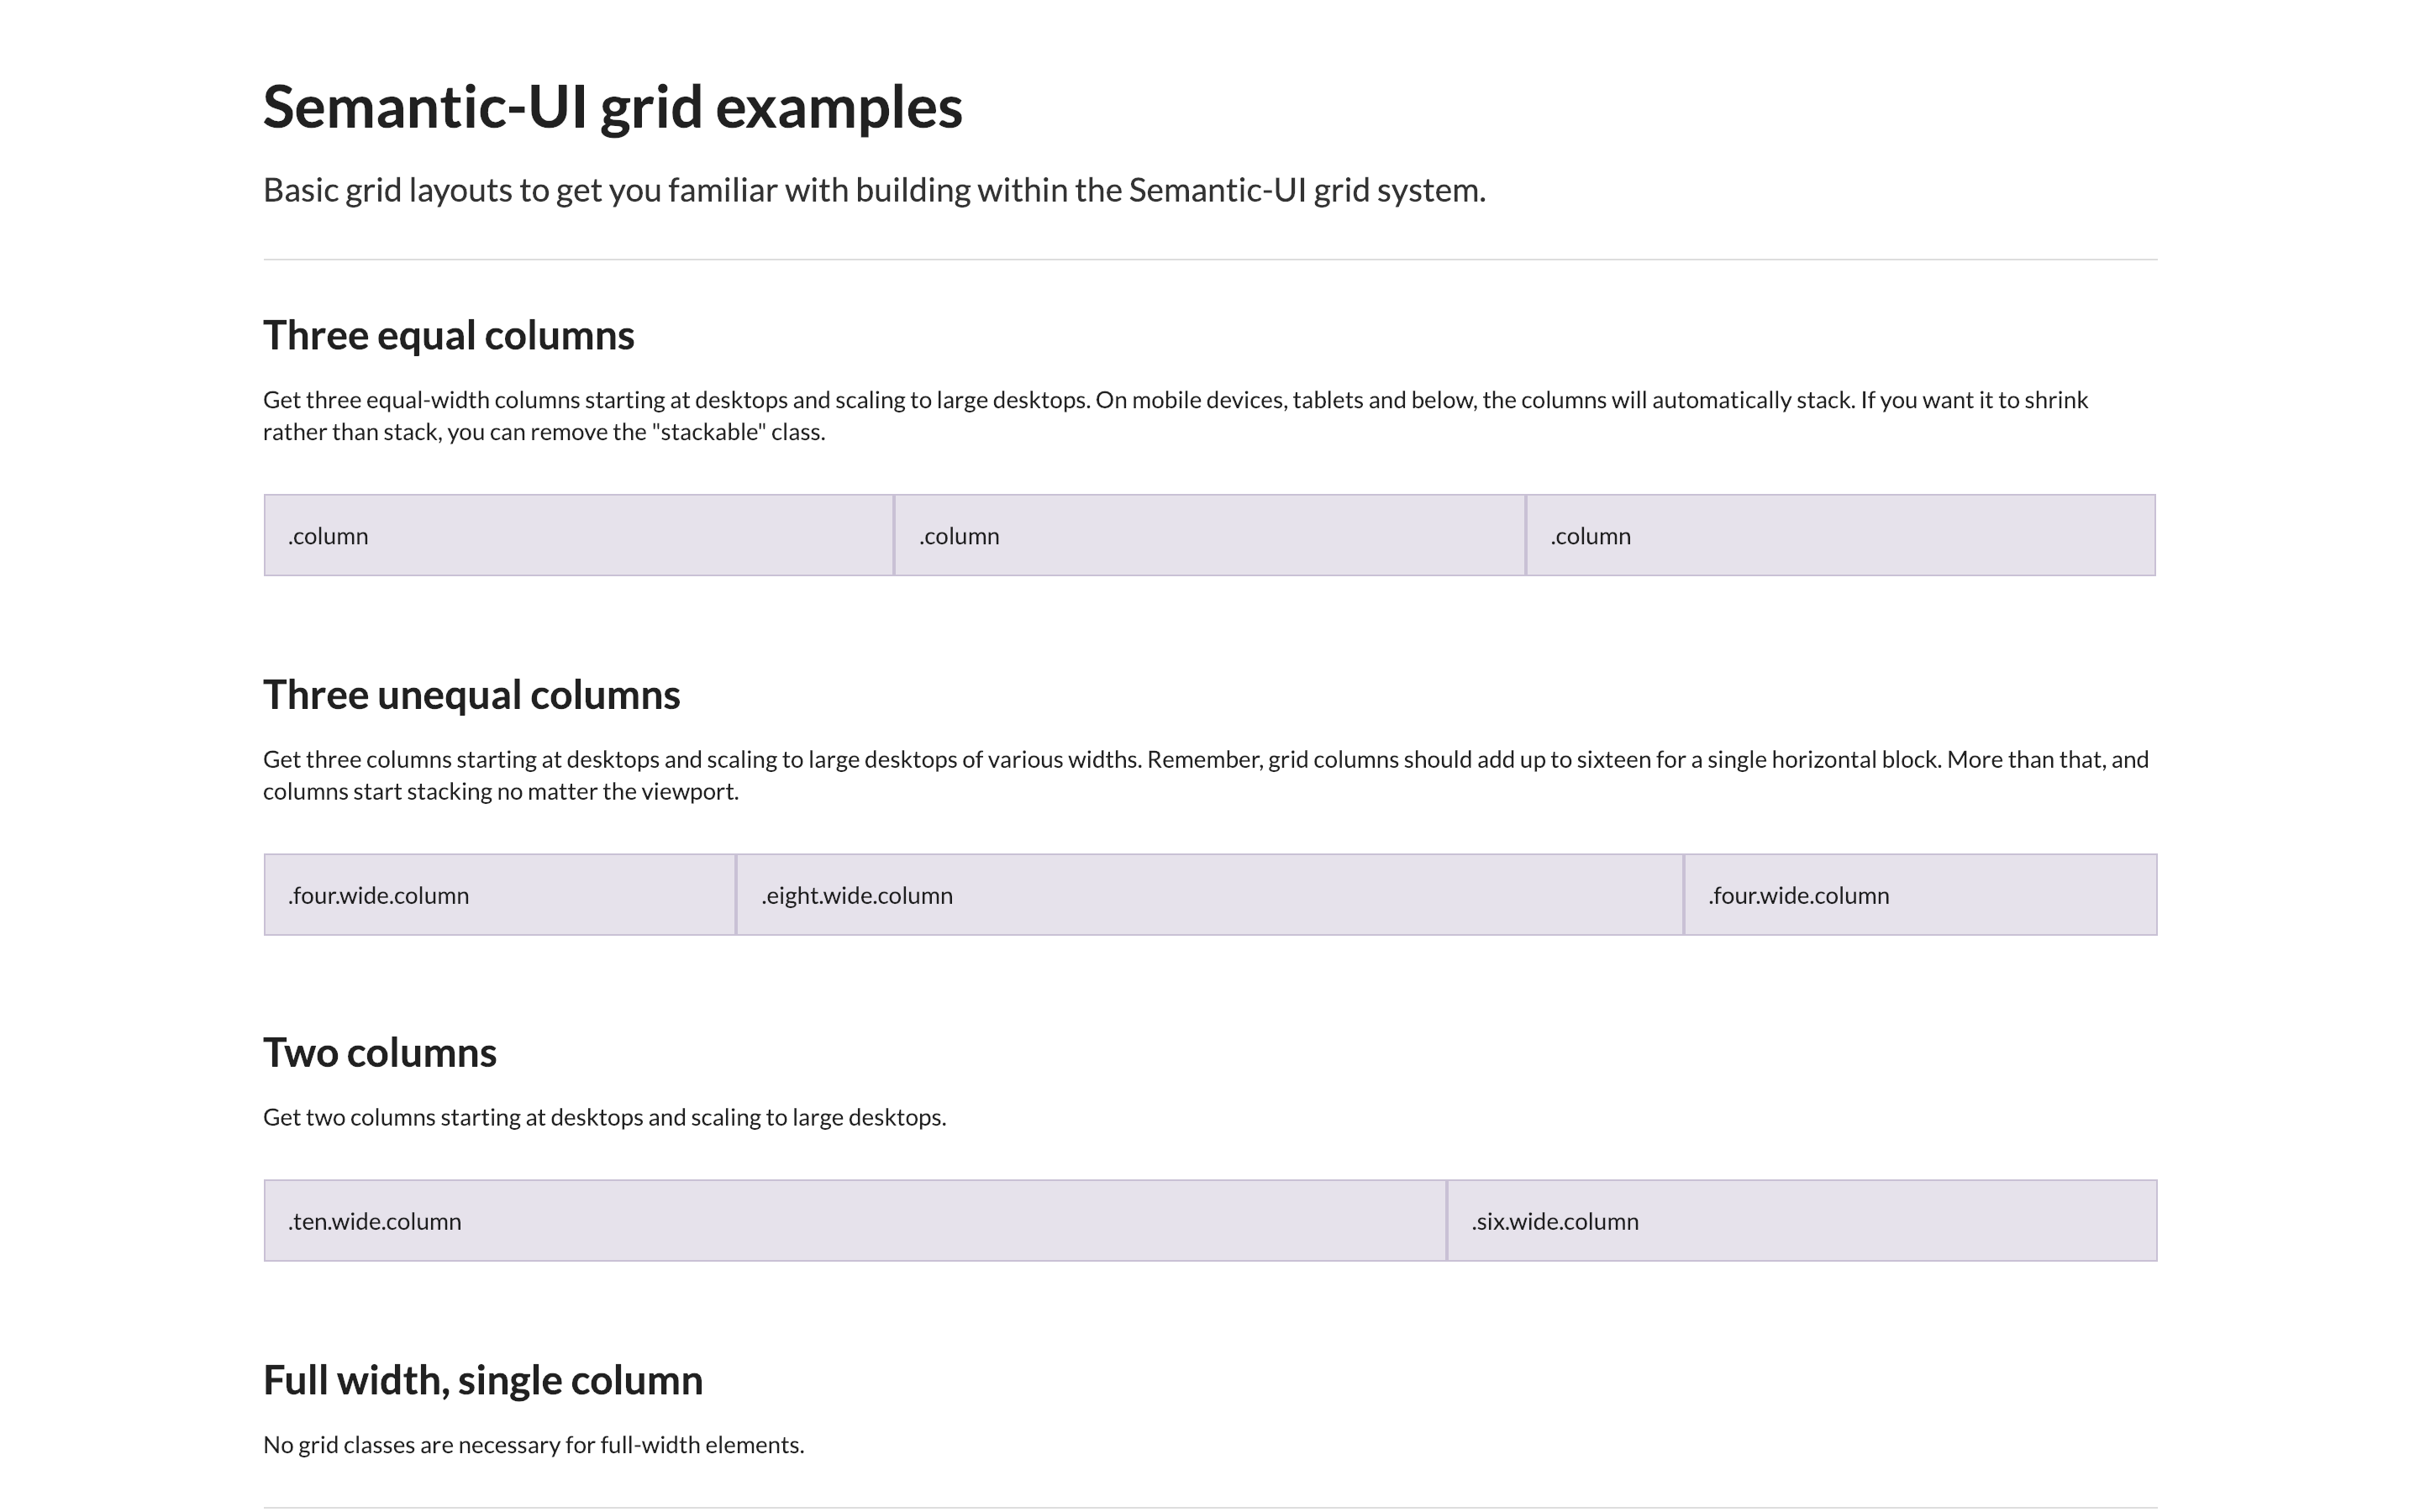 Semantic-UI grid examples
Basic grid layouts to get you familiar with building within the Semantic-UI grid system.
Three equal columns
Get three equal-width columns starting at desktops and scaling to large desktops. On mobile devices, tablets and below, the columns will automatically stack. If you want it to shrink
rather than stack, you can remove the "stackable" class.
.column .column .column
Three unequal columns
Get three columns starting at desktops and scaling to large desktops of various widths. Remember, grid columns should add up to sixteen for a single horizontal block. More than that, and
columns start stacking no matter the viewport.
.four.wide.column .eight.wide.column .four.wide.column
Two columns
Get two columns starting at desktops and scaling to large desktops.
.ten.wide.column .six.wide.column
Full width, single column
No grid classes are necessary for full-width elements.